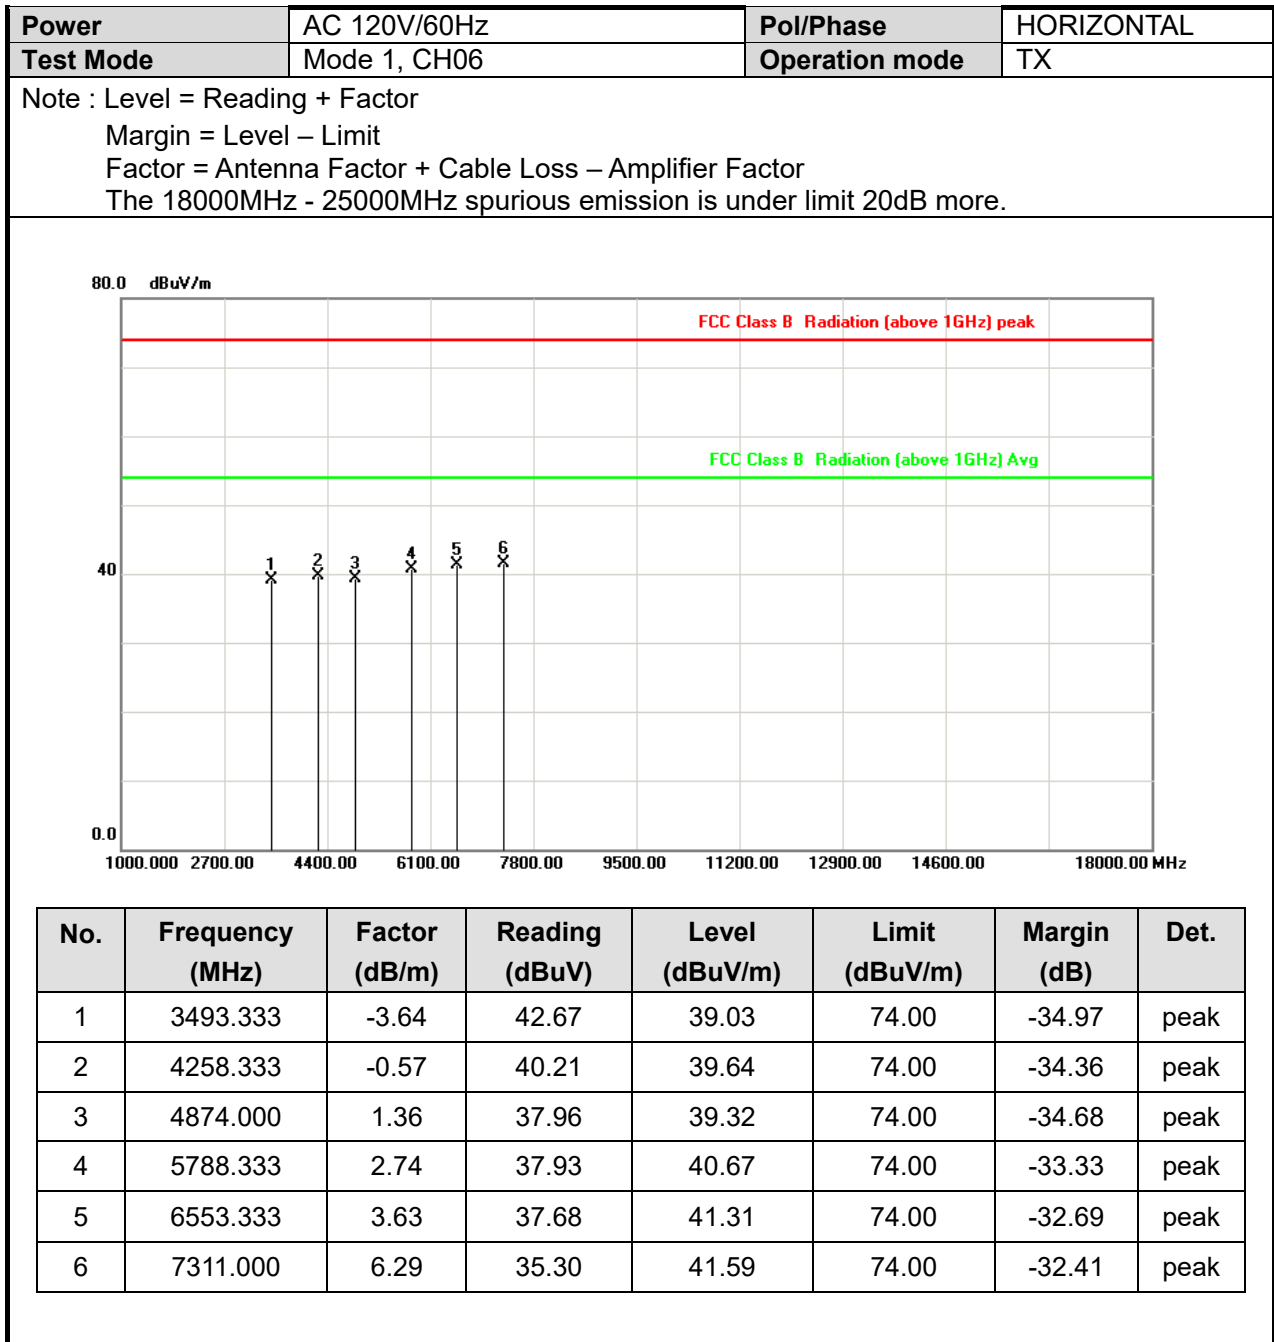 Power AC 120V/60Hz Pol/Phase HORIZONTAL
Test Mode Mode 1, CH06 Operation mode TX
Note : Level = Reading + Factor
Margin = Level – Limit
Factor = Antenna Factor + Cable Loss – Amplifier Factor
The 18000MHz - 25000MHz spurious emission is under limit 20dB more.
80.0 dBuV/m
FCC Class B Radiation (above 1GHz) peak
FCC Class B Radiation (above 1GHz) Avg
1 2 3 4 5 6
40
0.0
1000.000 2700.00 4400.00 6100.00 7800.00 9500.00 11200.00 12900.00 14600.00 18000.00 MHz
No. Frequency Factor Reading Level Limit Margin Det.
(MHz) (dB/m) (dBuV) (dBuV/m) (dBuV/m) (dB)
1 3493.333 -3.64 42.67 39.03 74.00 -34.97 peak
2 4258.333 -0.57 40.21 39.64 74.00 -34.36 peak
3 4874.000 1.36 37.96 39.32 74.00 -34.68 peak
4 5788.333 2.74 37.93 40.67 74.00 -33.33 peak
5 6553.333 3.63 37.68 41.31 74.00 -32.69 peak
6 7311.000 6.29 35.30 41.59 74.00 -32.41 peak